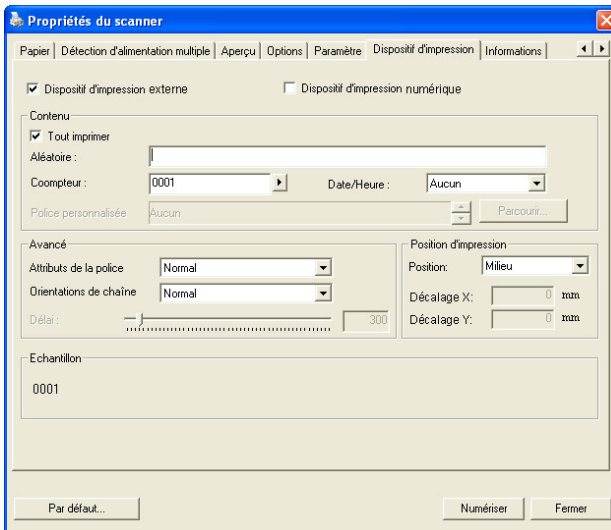 Propriétés du scanner
Papier Détection d'alimentation multiple Aperçu Options Paramètre Dispositif d'impression Informations
Dispositif d'impression externe Dispositif d'impression numérique
Contenu
Tout imprimer
Aléatoire :
Coompteur : 0001 Date/Heure : Aucun
Police personnalisée Aucun Parcourir...
Avancé Position d'impression
Attributs de la police Normal Position: Milieu
Orientations de chaîne Normal Décalage X: 0 mm
Délai : 300 Décalage Y: 0 mm
Echantillon
0001
Par défaut... Numériser Fermer